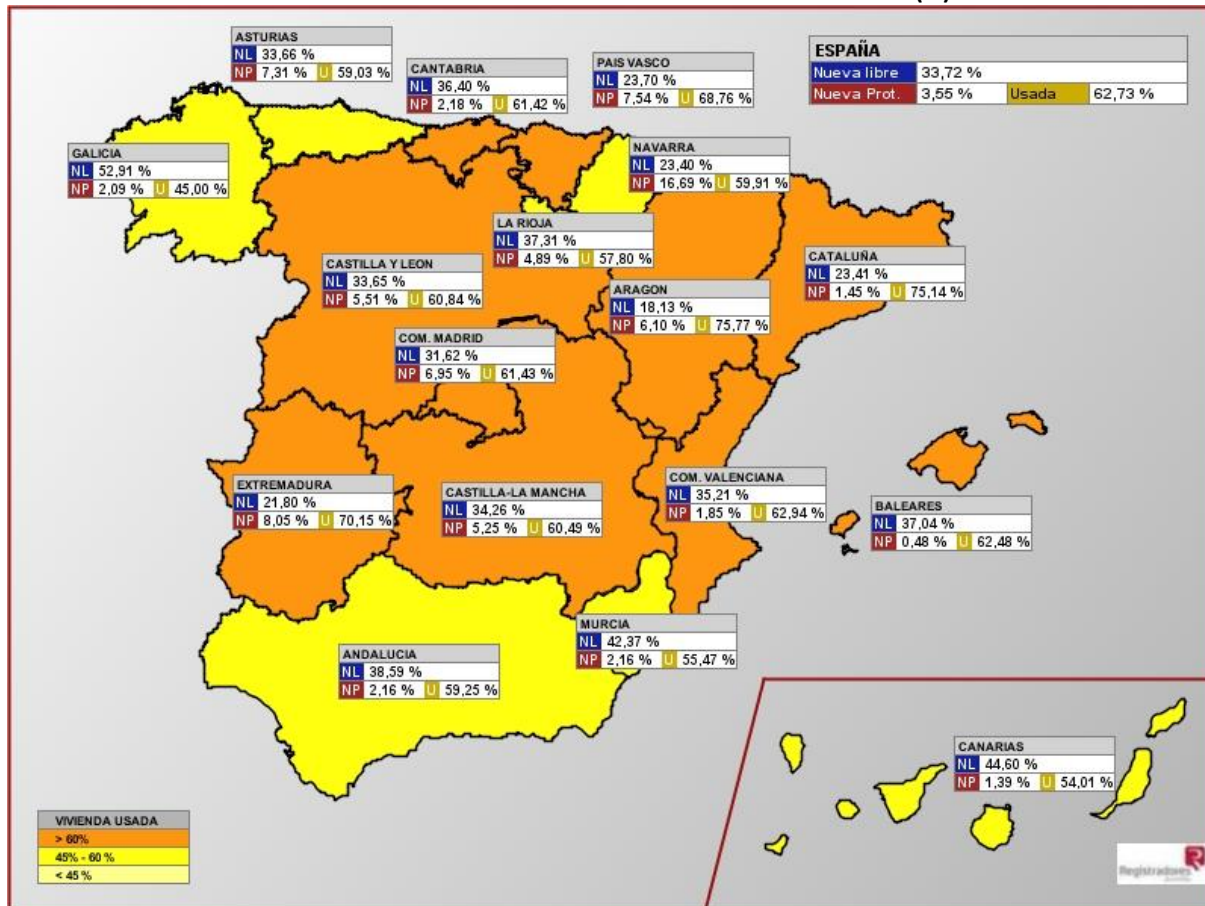 ASTURIAS
NL 33,66 %
NP 7,31 % U 59,03 %
CANTABRIA
NL 36,40 %
NP 2,18 % U 61,42 %
PAIS VASCO
NL 23,70 %
NP 7,54 % U 68,76 %
ESPAÑA
Nueva libre 33,72 %
Nueva Prot. 3,55 % Usada 62,73 %
GALICIA
NL 52,91 %
NP 2,09 % U 45,00 %
NAVARRA
NL 23,40 %
NP 16,69 % U 59,91 %
LA RIOJA
NL 37,31 %
NP 4,89 % U 57,80 %
CASTILLA Y LEON
NL 33,65 %
NP 5,51 % U 60,84 %
CATALUÑA
NL 23,41 %
NP 1,45 % U 75,14 %
ARAGON
NL 18,13 %
NP 6,10 % U 75,77 %
COM. MADRID
NL 31,62 %
NP 6,95 % U 61,43 %
EXTREMADURA
NL 21,80 %
NP 8,05 % U 70,15 %
CASTILLA-LA MANCHA
NL 34,26 %
NP 5,25 % U 60,49 %
COM. VALENCIANA
NL 35,21 %
NP 1,85 % U 62,94 %
BALEARES
NL 37,04 %
NP 0,48 % U 62,48 %
MURCIA
NL 42,37 %
NP 2,16 % U 55,47 %
ANDALUCIA
NL 38,59 %
NP 2,16 % U 59,25 %
CANARIAS
NL 44,60 %
NP 1,39 % U 54,01 %
VIVIENDA USADA
> 60%
45% - 60 %
< 45 %
Registradores